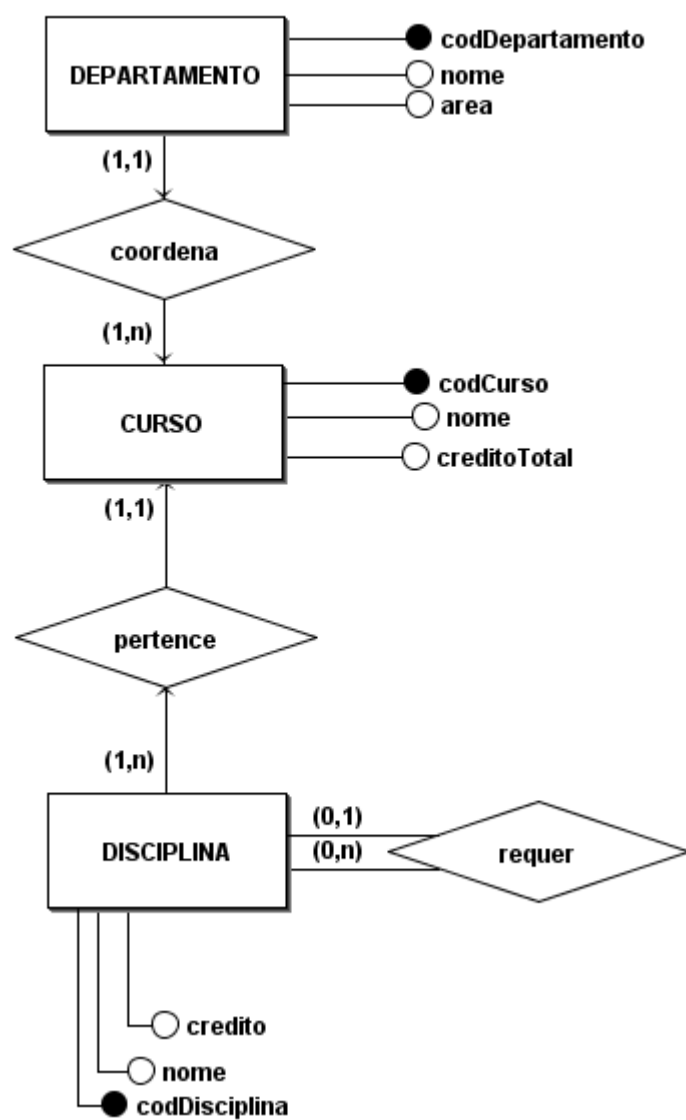 codDepartamento
DEPARTAMENTO
nome
area
(1,1)
coordena
(1,n)
codCurso
CURSO
nome
creditoTotal
(1,1)
pertence
(1,n)
(0,1)
DISCIPLINA
(0,n)
requer
credito
nome
codDisciplina